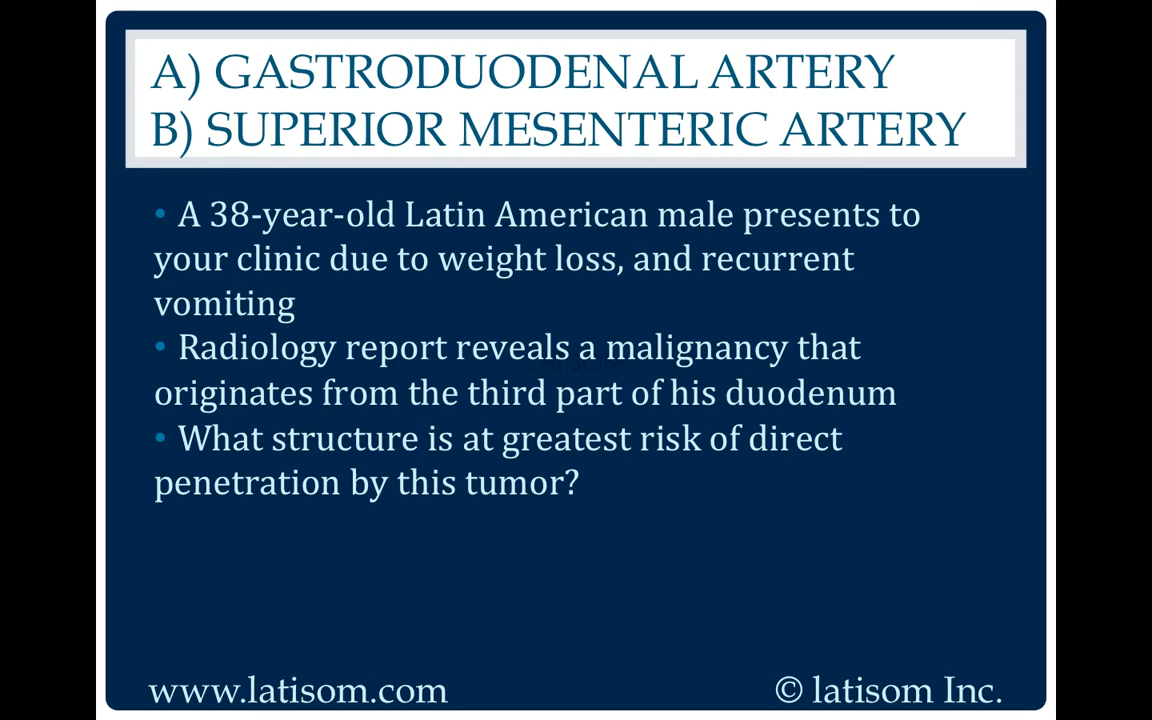 A) GASTRODUODENAL ARTERY
B) SUPERIOR MESENTERIC ARTERY
• A 38-year-old Latin American male presents to
your clinic due to weight loss, and recurrent
vomiting
• Radiology report reveals a malignancy that
originates from the third part of his duodenum
• What structure is at greatest risk of direct
penetration by this tumor?
www.latisom.com
© latisom Inc.